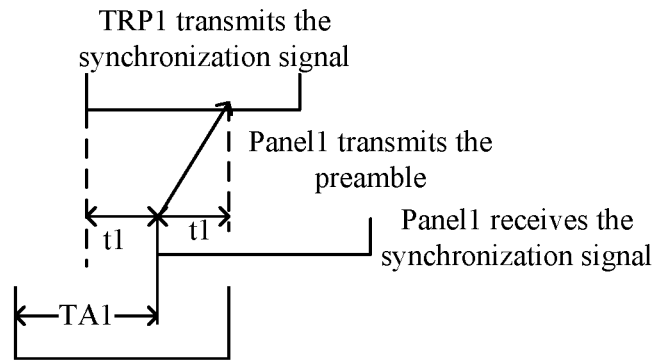 TRP1 transmits the
synchronization signal
Panel1 transmits the
preamble
Panel1 receives the
synchronization signal
t1
t1
TA1